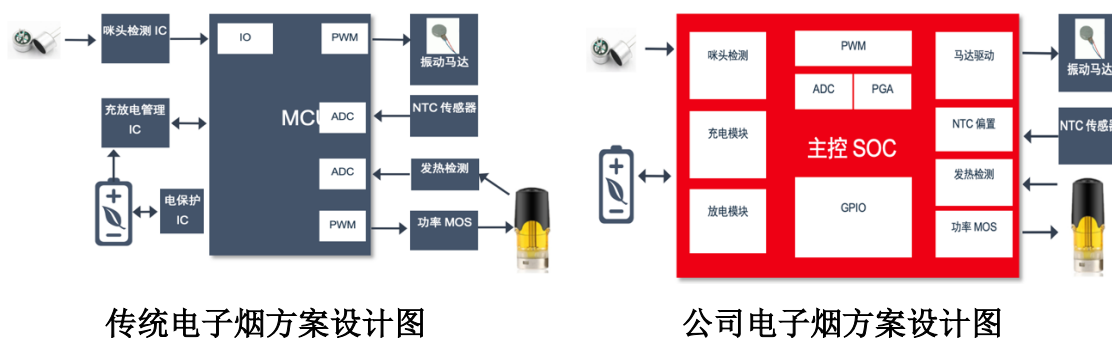 咪头检测 IC
IO
PWM
振动马达
充放电管理
IC
MCU
ADC
NTC 传感器
ADC
发热检测
电保护
IC
PWM
功率 MOS
传统电子烟方案设计图
咪头检测
PWM
马达驱动
振动马达
ADC
PGA
充电模块
NTC 偏置
NTC 传感器
主控 SOC
发热检测
放电模块
GPIO
功率 MOS
公司电子烟方案设计图